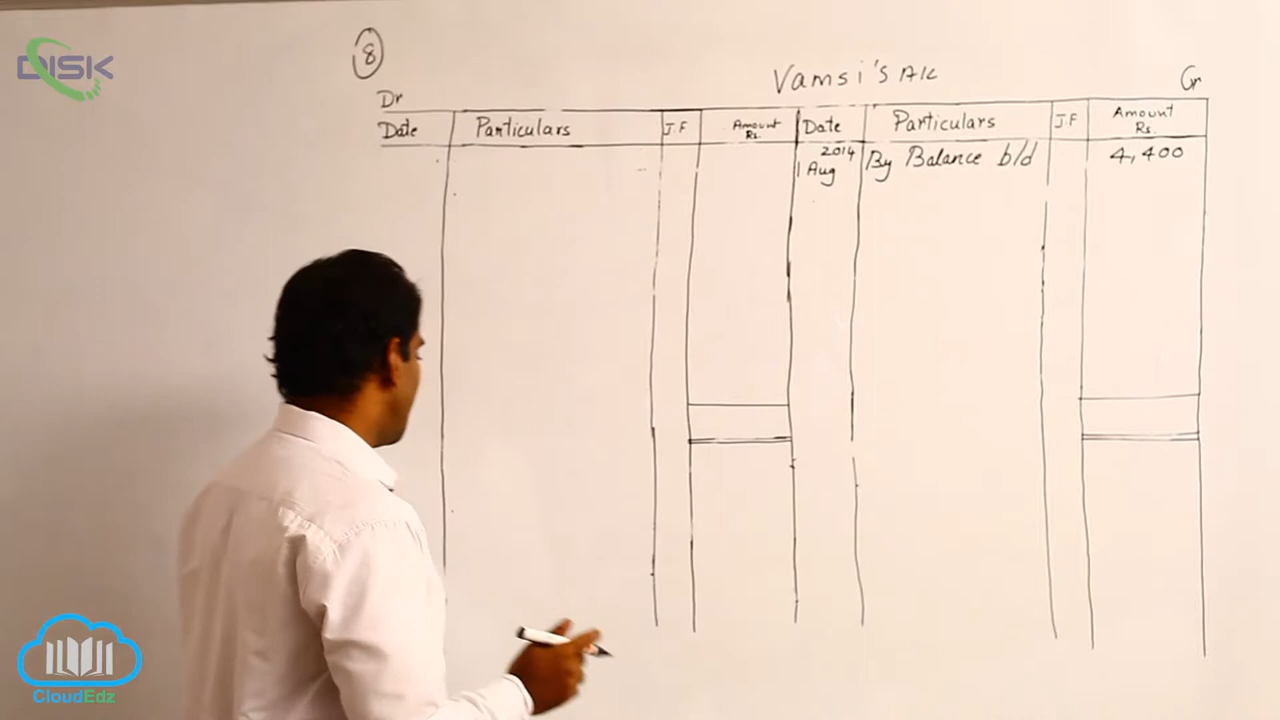 DISK
8
Vamsi's A/c
Dr
Cr
Date Particulars J.F Amount Rs. Date Particulars J.F Amount Rs.
2014
1 Aug By Balance b/d 4,400
CloudEdz